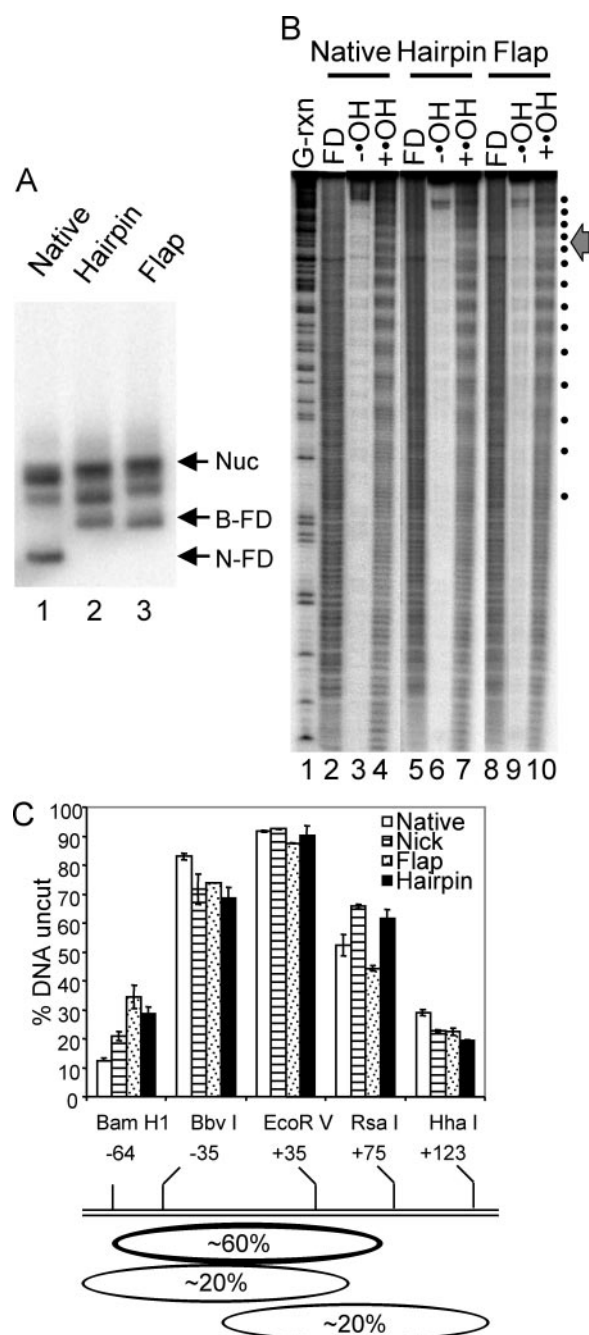 B
Native Hairpin Flap
G-rxn FD -•OH +•OH FD -•OH +•OH FD -•OH +•OH
A
Native Hairpin Flap
Nuc
B-FD
N-FD
1 2 3
1 2 3 4 5 6 7 8 9 10
C
100
90
80
70
60
50
40
30
20
10
0
% DNA uncut
Native
Nick
Flap
Hairpin
Bam H1 Bbv I EcoR V Rsa I Hha I
-64 -35 +35 +75 +123
~60%
~20%
~20%